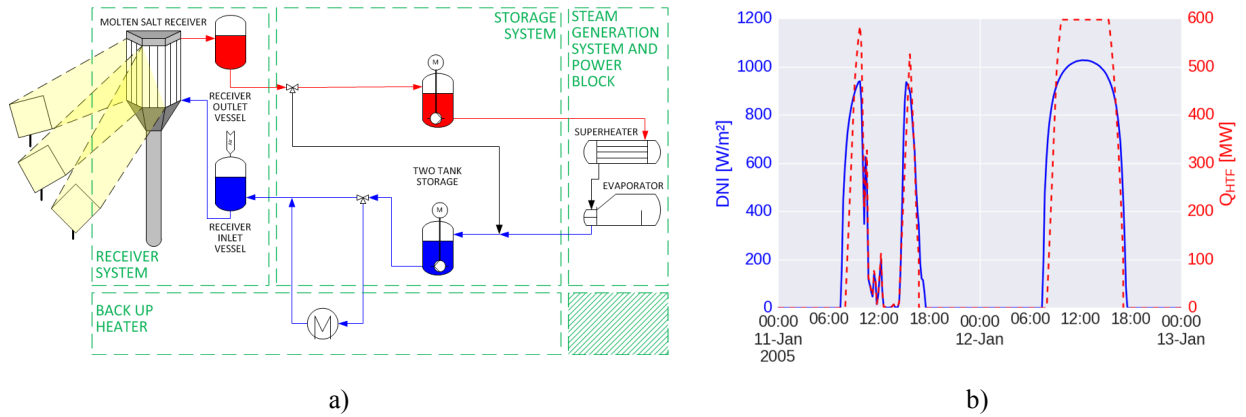 MOLTEN SALT RECEIVER
STORAGE
SYSTEM
STEAM
GENERATION
SYSTEM AND
POWER
BLOCK
RECEIVER
OUTLET
VESSEL
M
SUPERHEATER
TWO TANK
STORAGE
EVAPORATOR
M
RECEIVER
INLET
VESSEL
RECEIVER
SYSTEM
BACK UP
HEATER
M
a)
1200
1000
800
600
400
200
0
DNI [W/m²]
600
500
400
300
200
100
0
Q_HTF [MW]
00:00 06:00 12:00 18:00 00:00 06:00 12:00 18:00 00:00
11-Jan 12-Jan 13-Jan
2005
b)